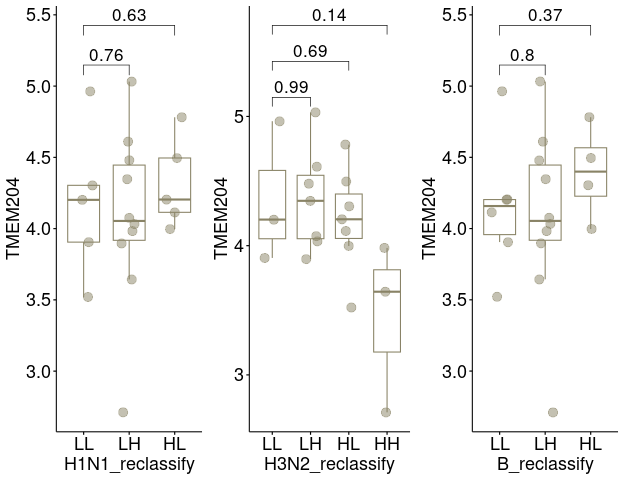 TMEM204
5.5
5.0
4.5
4.0
3.5
3.0
0.63
0.76
LL LH HL
H1N1_reclassify
TMEM204
5
4
3
0.14
0.69
0.99
LL LH HL HH
H3N2_reclassify
TMEM204
5.5
5.0
4.5
4.0
3.5
3.0
0.37
0.8
LL LH HL
B_reclassify